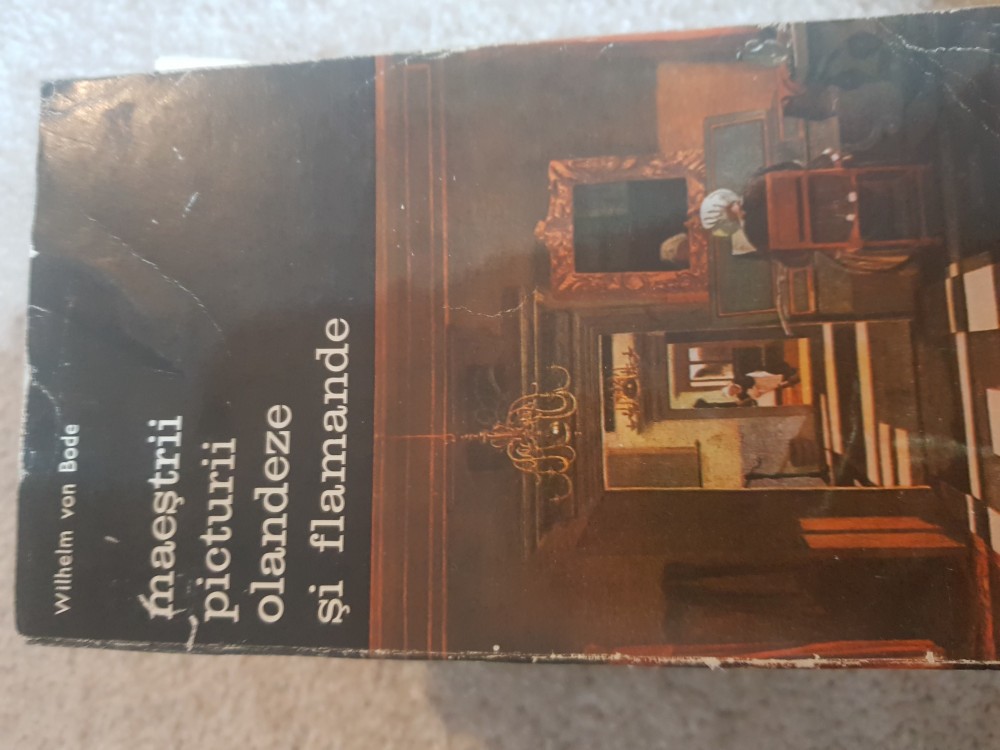 Wilhelm von Bode
maeștrii
picturii
olandeze
și flamande